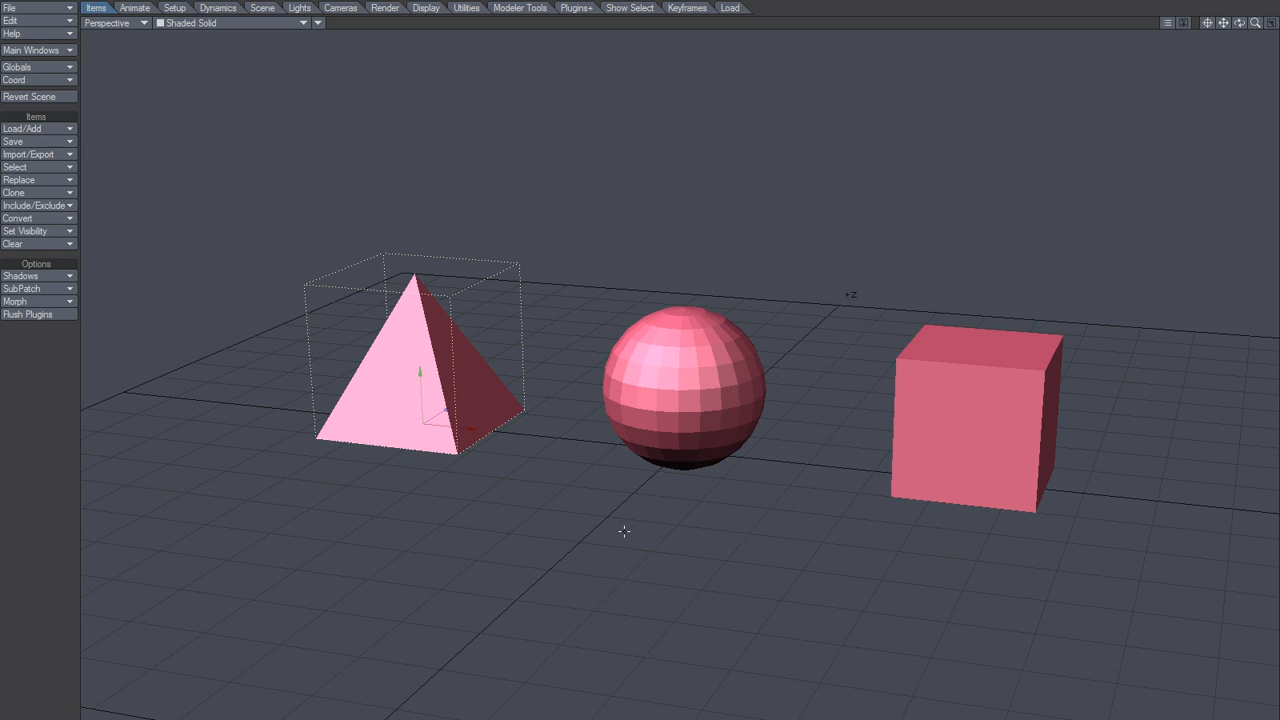 File Items Animate Setup Dynamics Scene Lights Cameras Render Display Utilities Modeler Tools Plugins+ Show Select Keyframes Load
Edit Perspective Shaded Solid
Help
Main Windows
Globals
Coord
Revert Scene
Items
Load/Add
Save
Import/Export
Select
Replace
Clone
Include/Exclude
Convert
Set Visibility
Clear
Options
Shadows
SubPatch
Morph
Flush Plugins
+Z